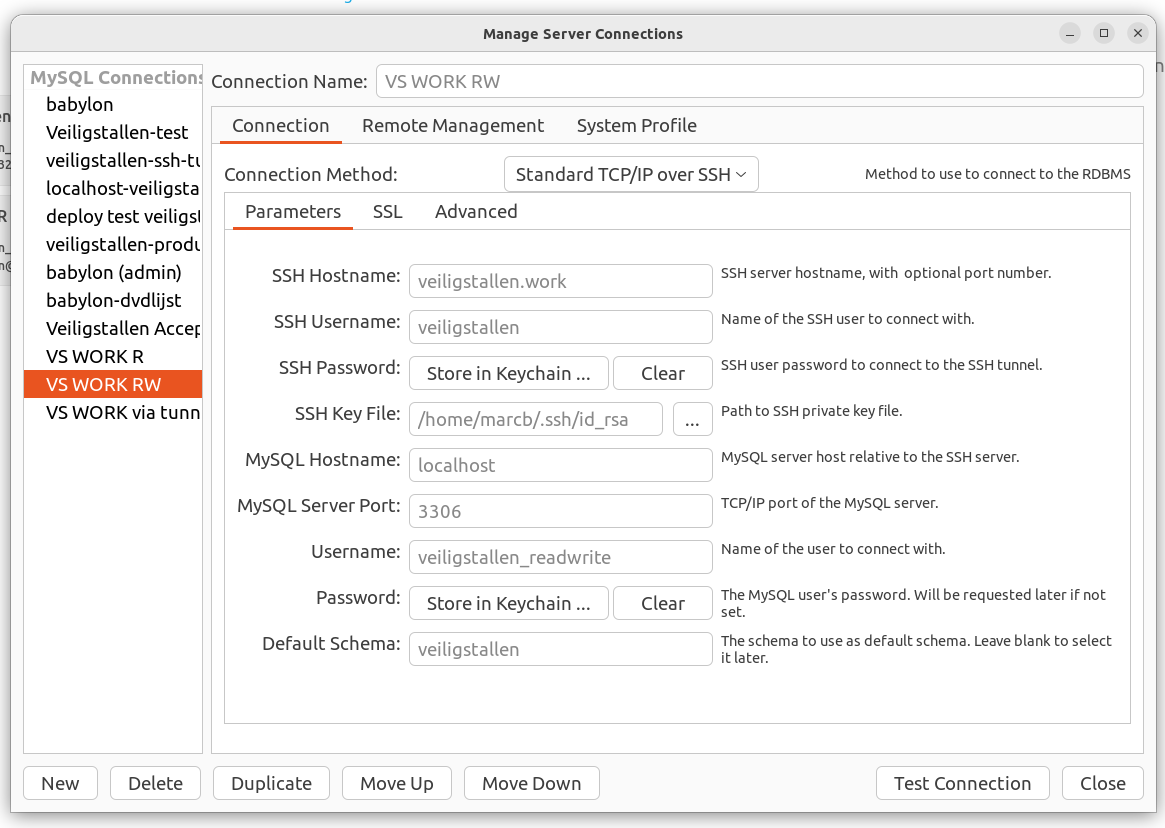 Manage Server Connections
MySQL Connections
babylon
Veiligstallen-test
veiligstallen-ssh-tu
localhost-veiligsta
deploy test veiligst
veiligstallen-produ
babylon (admin)
babylon-dvdlijst
Veiligstallen Accep
VS WORK R
VS WORK RW
VS WORK via tunn
Connection Name: VS WORK RW
Connection Remote Management System Profile
Connection Method: Standard TCP/IP over SSH Method to use to connect to the RDBMS
Parameters SSL Advanced
SSH Hostname: veiligstallen.work SSH server hostname, with optional port number.
SSH Username: veiligstallen Name of the SSH user to connect with.
SSH Password: Store in Keychain ... Clear SSH user password to connect to the SSH tunnel.
SSH Key File: /home/marcb/.ssh/id_rsa ... Path to SSH private key file.
MySQL Hostname: localhost MySQL server host relative to the SSH server.
MySQL Server Port: 3306 TCP/IP port of the MySQL server.
Username: veiligstallen_readwrite Name of the user to connect with.
Password: Store in Keychain ... Clear The MySQL user's password. Will be requested later if not
set.
Default Schema: veiligstallen The schema to use as default schema. Leave blank to select
it later.
New Delete Duplicate Move Up Move Down Test Connection Close